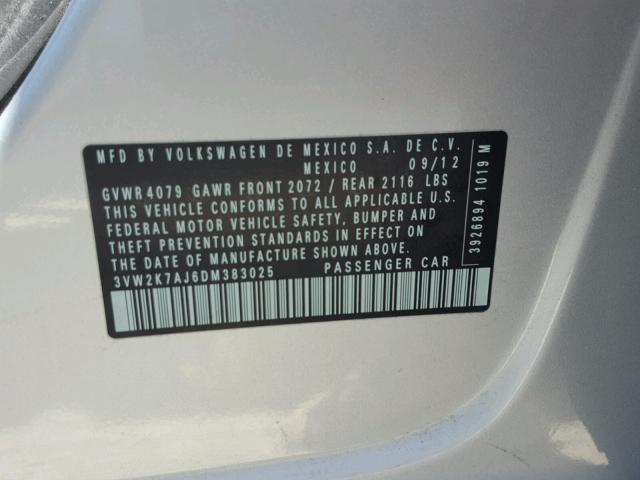 MFD BY VOLKSWAGEN DE MEXICO S.A. DE C.V.
MEXICO 09/12
GVWR 4079 GAWR FRONT 2072 / REAR 2116 LBS
THIS VEHICLE CONFORMS TO ALL APPLICABLE U.S.
FEDERAL MOTOR VEHICLE SAFETY, BUMPER AND
THEFT PREVENTION STANDARDS IN EFFECT ON
THE DATE OF MANUFACTURE SHOWN ABOVE.
3VW2K7AJ6DM383025 PASSENGER CAR
3926894 1019 M